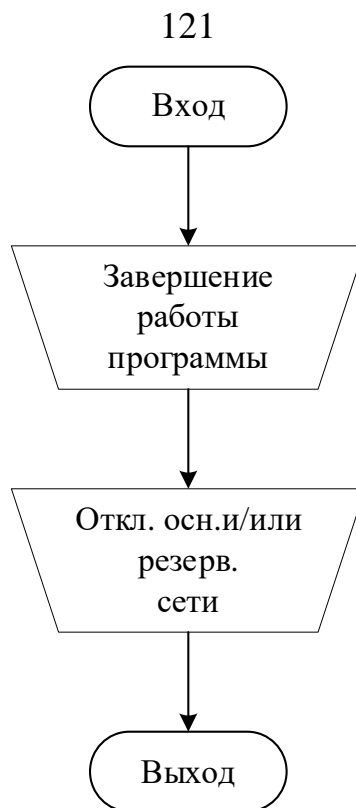 121
Вход
Завершение
работы
программы
Откл. осн.и/или
резерв.
сети
Выход